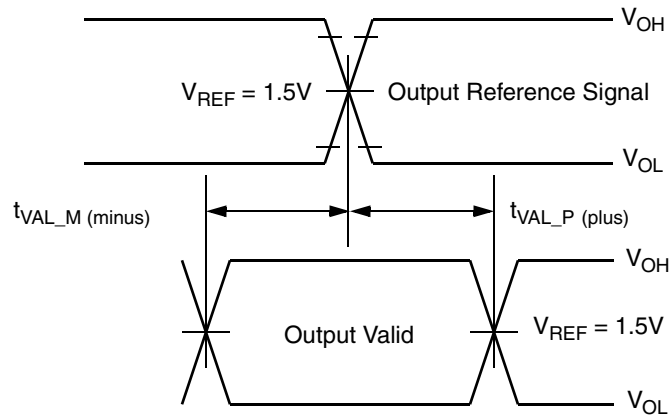 V_OH
V_REF = 1.5V Output Reference Signal
V_OL
t_VAL_M (minus) t_VAL_P (plus)
V_OH
Output Valid V_REF = 1.5V
V_OL